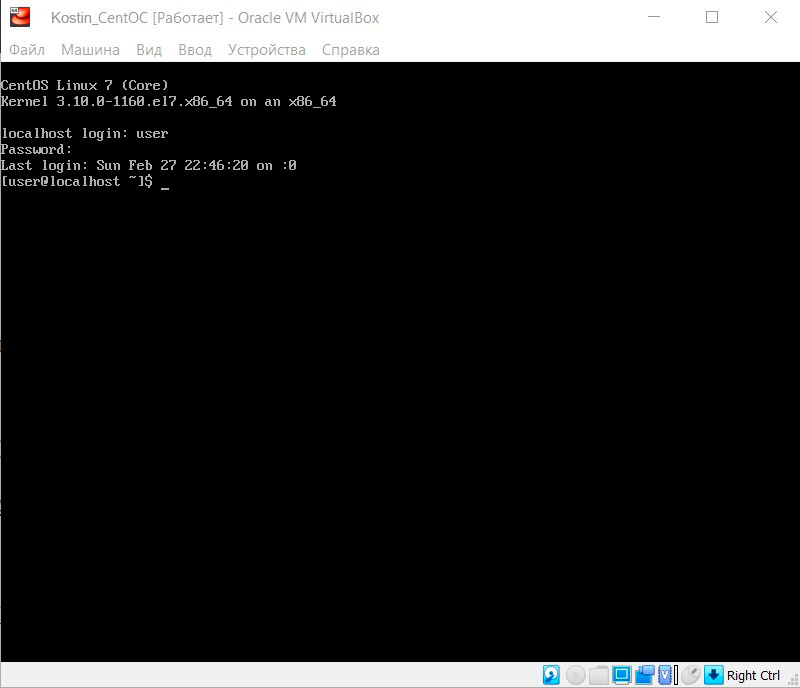 Kostin_CentOC [Работает] - Oracle VM VirtualBox
Файл Машина Вид Ввод Устройства Справка
CentOS Linux 7 (Core)
Kernel 3.10.0-1160.el7.x86_64 on an x86_64
localhost login: user
Password:
Last login: Sun Feb 27 22:46:20 on :0
[user@localhost ~]$ _
Right Ctrl